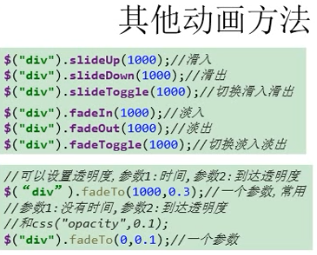 其他动画方法
$("div").slideUp(1000);//滑入
$("div").slideDown(1000);//滑出
$("div").slideToggle(1000);//切换滑入滑出
$("div").fadeIn(1000);//淡入
$("div").fadeOut(1000);//淡出
$("div").fadeToggle(1000);//切换淡入淡出
//可以设置透明度,参数1:时间,参数2:到达透明度
$(“div”).fadeTo(1000,0.3);//一个参数,常用
//参数1:没有时间,参数2:到达透明度
//和css("opacity",0.1);
$("div").fadeTo(0,0.1);//一个参数